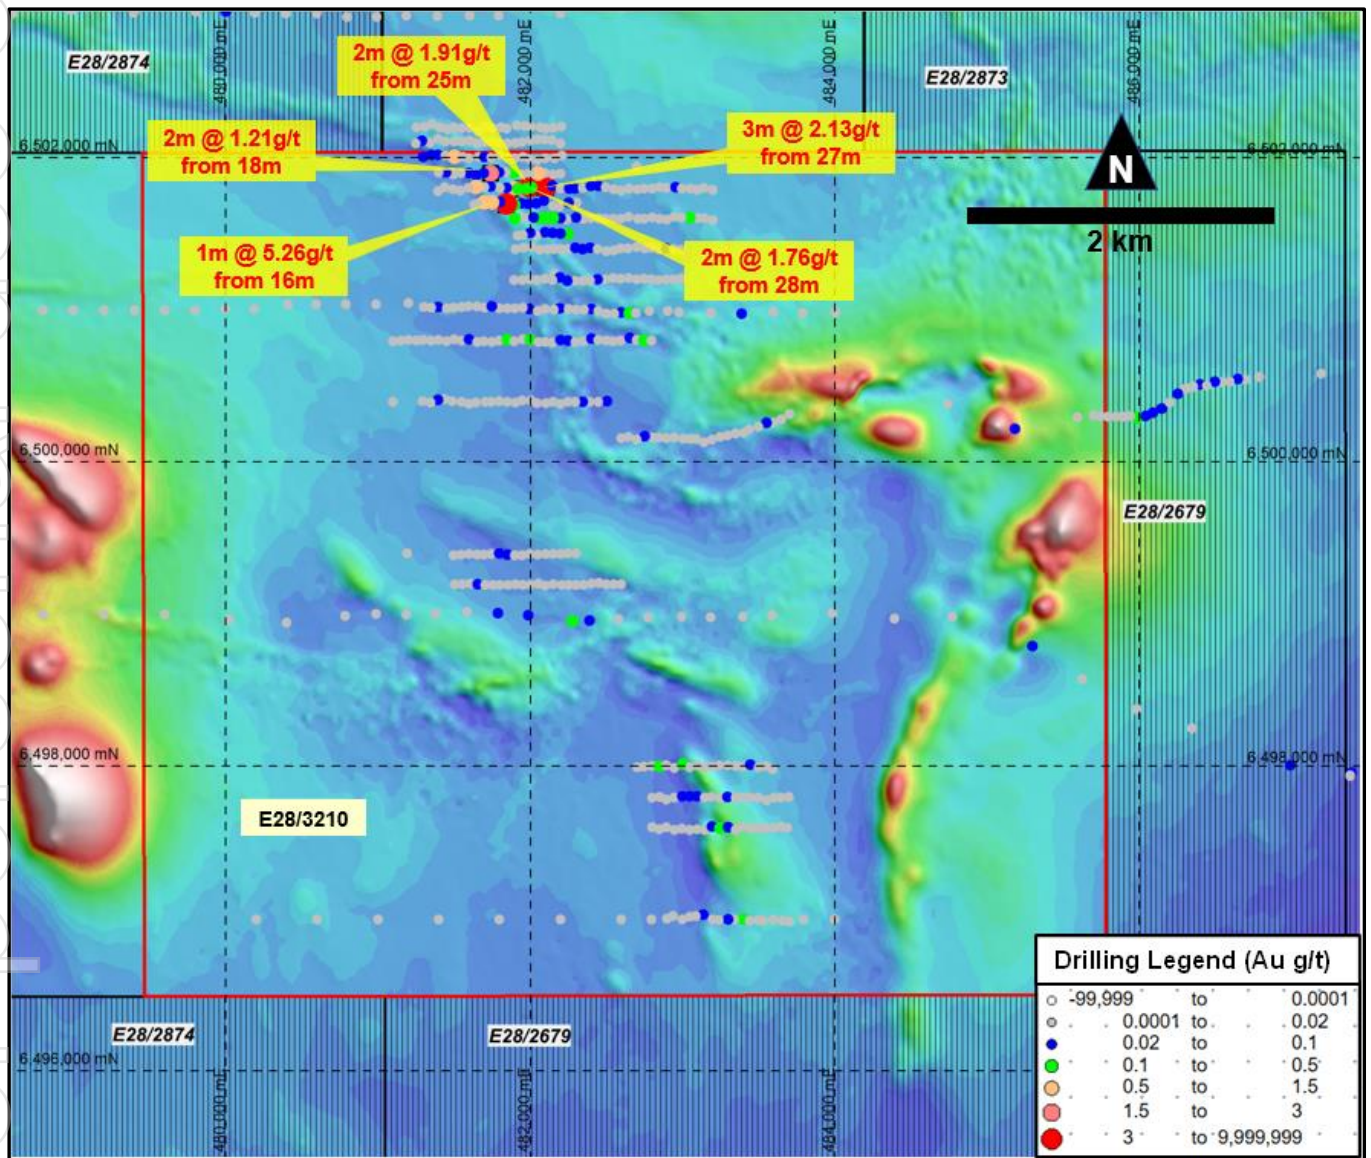 480,000 mE
482,000 mE
484,000 mE
486,000 mE
E28/2874
E28/2873
2m @ 1.91g/t
from 25m
2m @ 1.21g/t
from 18m
3m @ 2.13g/t
from 27m
6,502,000 mN
6,502,000 mN
N
2 km
1m @ 5.26g/t
from 16m
2m @ 1.76g/t
from 28m
6,500,000 mN
6,500,000 mN
E28/2679
6,498,000 mN
6,498,000 mN
E28/3210
E28/2874
E28/2679
6,496,000 mN
480,000 mE
482,000 mE
484,000 mE
Drilling Legend (Au g/t)
-99,999 to 0.0001
0.0001 to 0.02
0.02 to 0.1
0.1 to 0.5
0.5 to 1.5
1.5 to 3
3 to 9,999,999